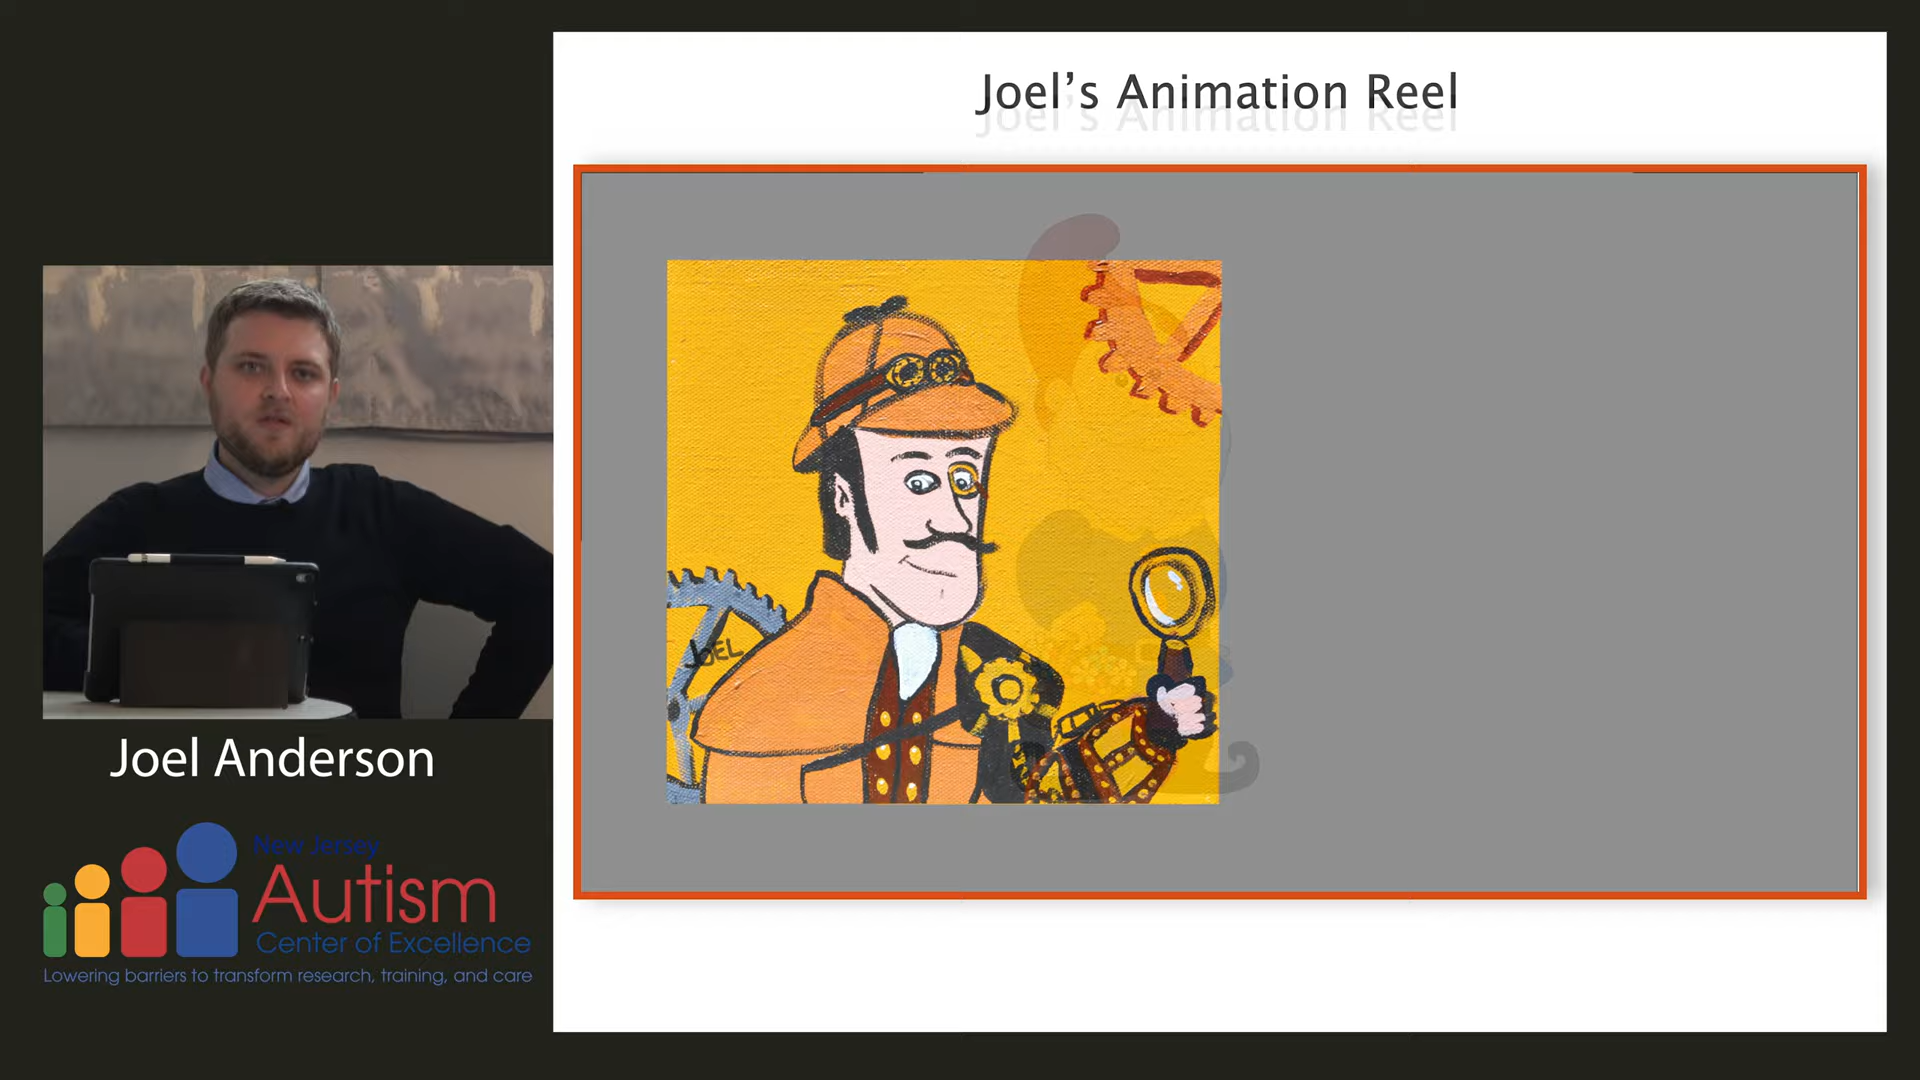 Joel’s Animation Reel
JOEL
Joel Anderson
New Jersey
Autism
Center of Excellence
Lowering barriers to transform research, training, and care